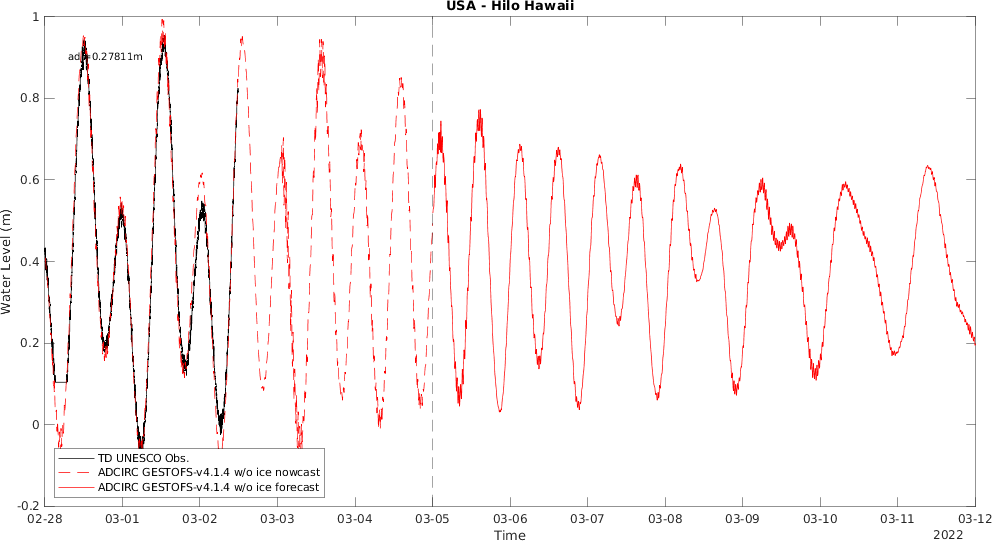 USA - Hilo Hawaii
1
0.8
0.6
0.4
0.2
0
-0.2
Water Level (m)
adj=0.27811m
TD UNESCO Obs.
ADCIRC GESTOFS-v4.1.4 w/o ice nowcast
ADCIRC GESTOFS-v4.1.4 w/o ice forecast
02-28 03-01 03-02 03-03 03-04 03-05 03-06 03-07 03-08 03-09 03-10 03-11 03-12
Time
2022